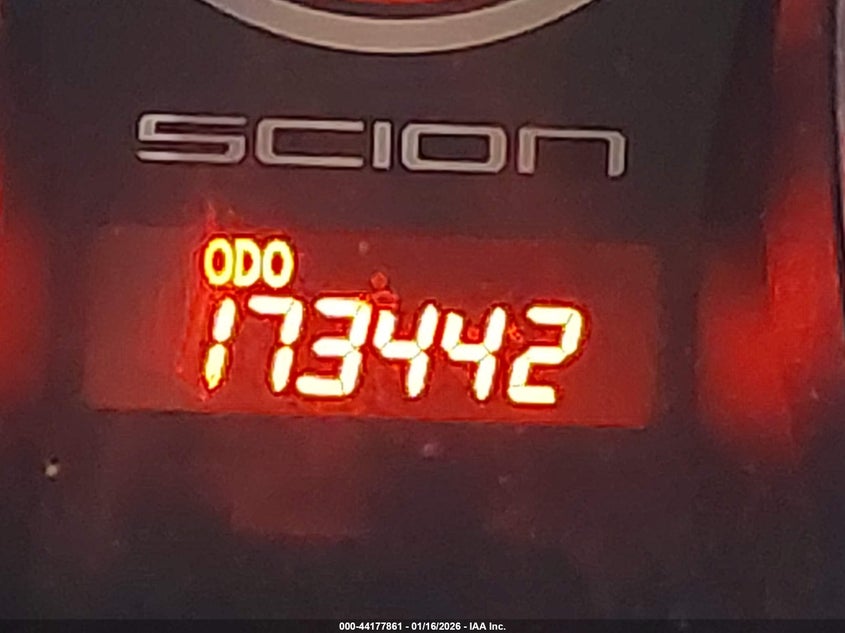 SCION
ODO
173442
000-44177861 - 01/16/2026 - IAA Inc.